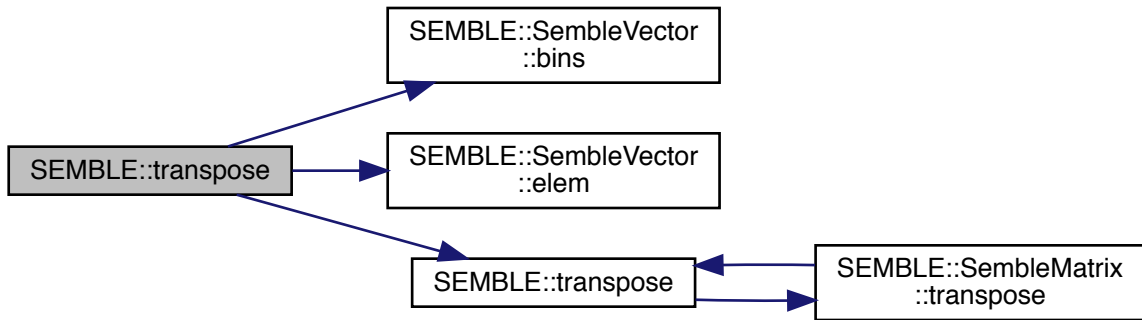 SEMBLE::transpose
SEMBLE::SembleVector
::bins
SEMBLE::SembleVector
::elem
SEMBLE::transpose
SEMBLE::SembleMatrix
::transpose